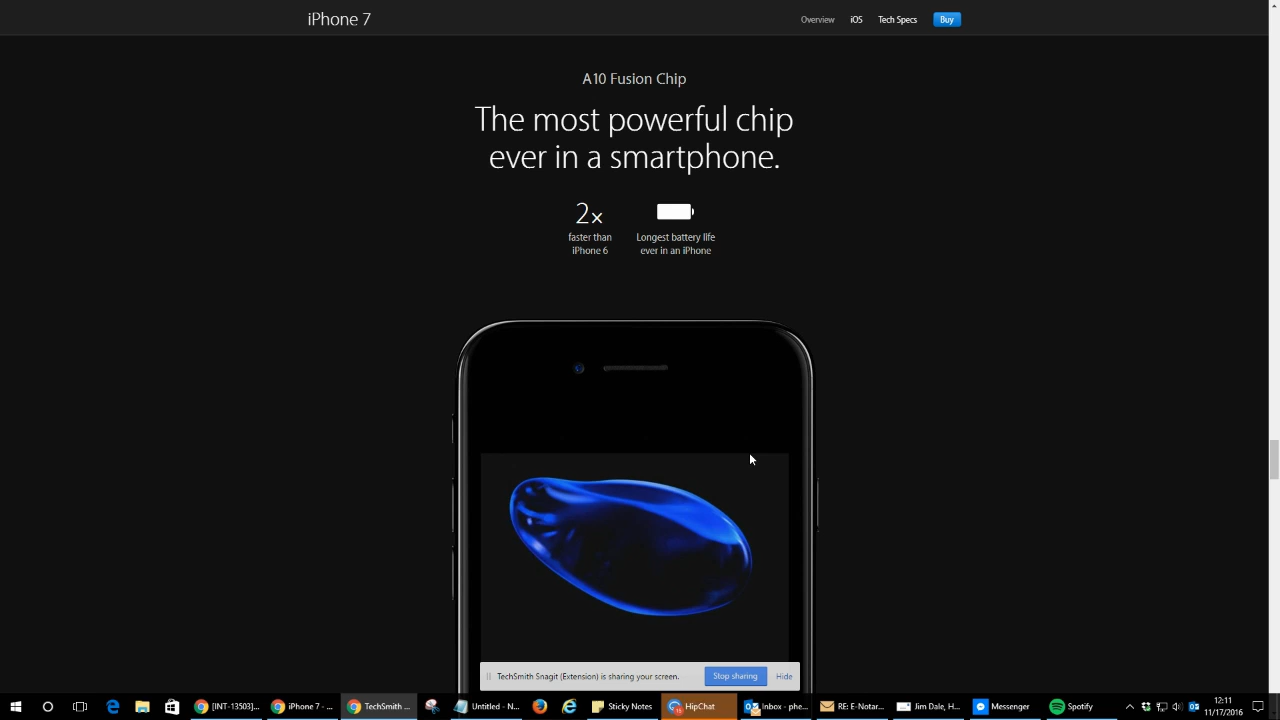 iPhone 7
Overview iOS Tech Specs Buy
A10 Fusion Chip
The most powerful chip
ever in a smartphone.
2x
faster than
iPhone 6
Longest battery life
ever in an iPhone
TechSmith Snagit (Extension) is sharing your screen. Stop sharing Hide
[INT-13503]... iPhone 7 - ... TechSmith ... Untitled - N... Sticky Notes HipChat Inbox - phe... RE: E-Notar... Jim Dale, H... Messenger Spotify
12:11
11/17/2016